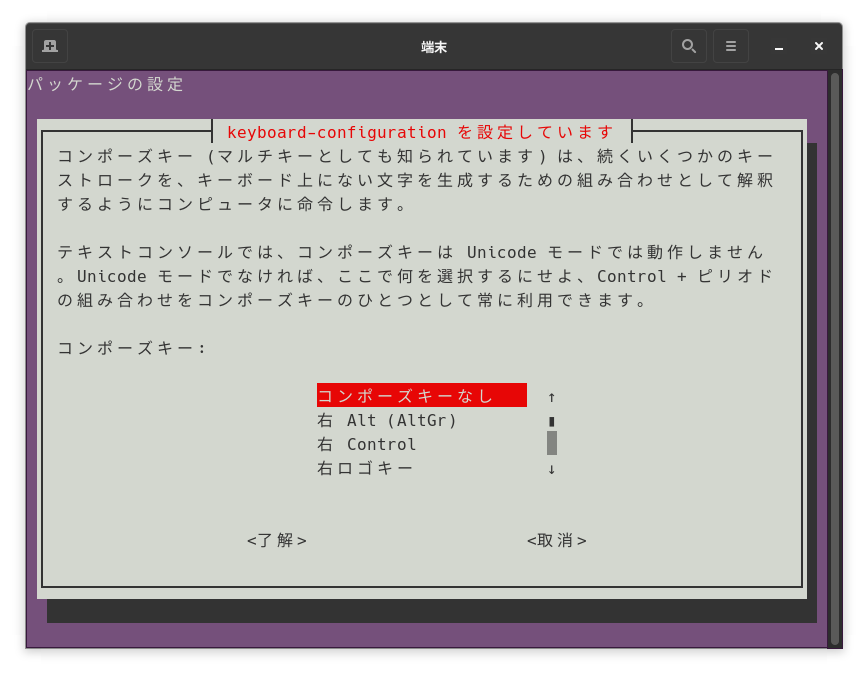 端末
パッケージの設定
keyboard-configuration を設定しています
コンポーズキー (マルチキーとしても知られています) は、続くいくつかのキー
ストロークを、キーボード上にない文字を生成するための組み合わせとして解釈
するようにコンピュータに命令します。
テキストコンソールでは、コンポーズキーは Unicode モードでは動作しません
。Unicode モードでなければ、ここで何を選択するにせよ、Control + ピリオド
の組み合わせをコンポーズキーのひとつとして常に利用できます。
コンポーズキー:
コンポーズキーなし ↑
右 Alt (AltGr)
右 Control
右ロゴキー ↓
<了解> <取消>